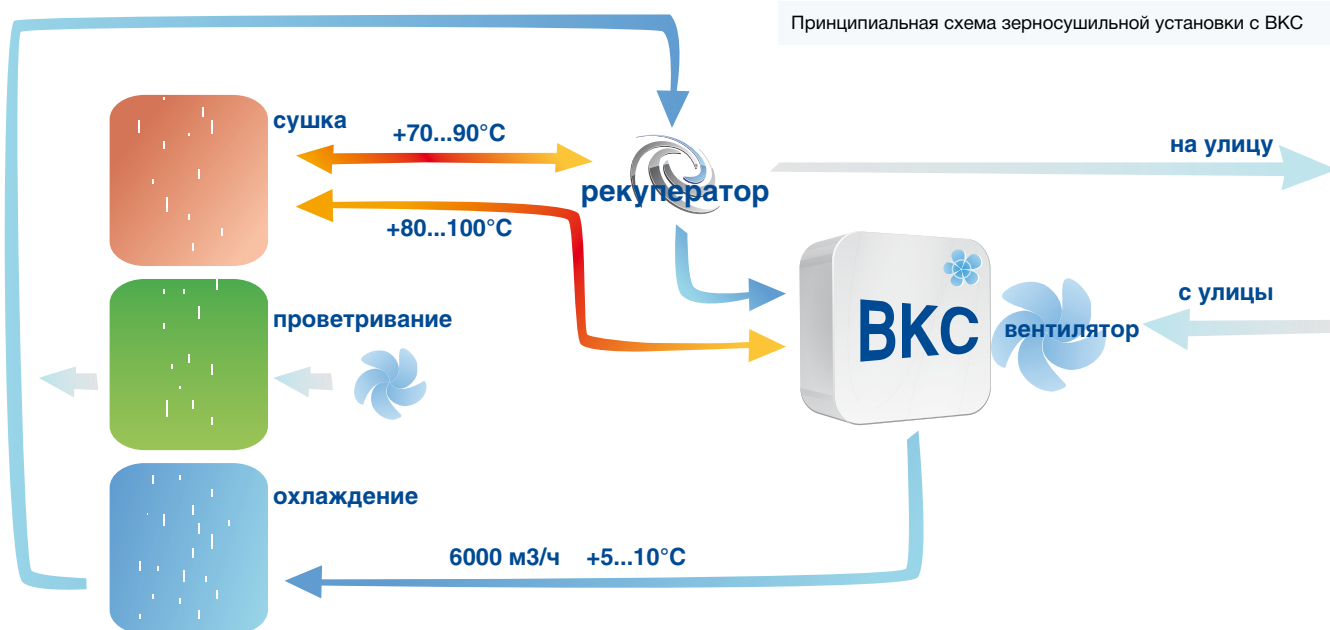 Принципиальная схема зерносушильной установки с ВКС
сушка
+70...90°C
на улицу
рекуператор
+80...100°C
с улицы
проветривание
ВКС
вентилятор
охлаждение
6000 м3/ч +5...10°C